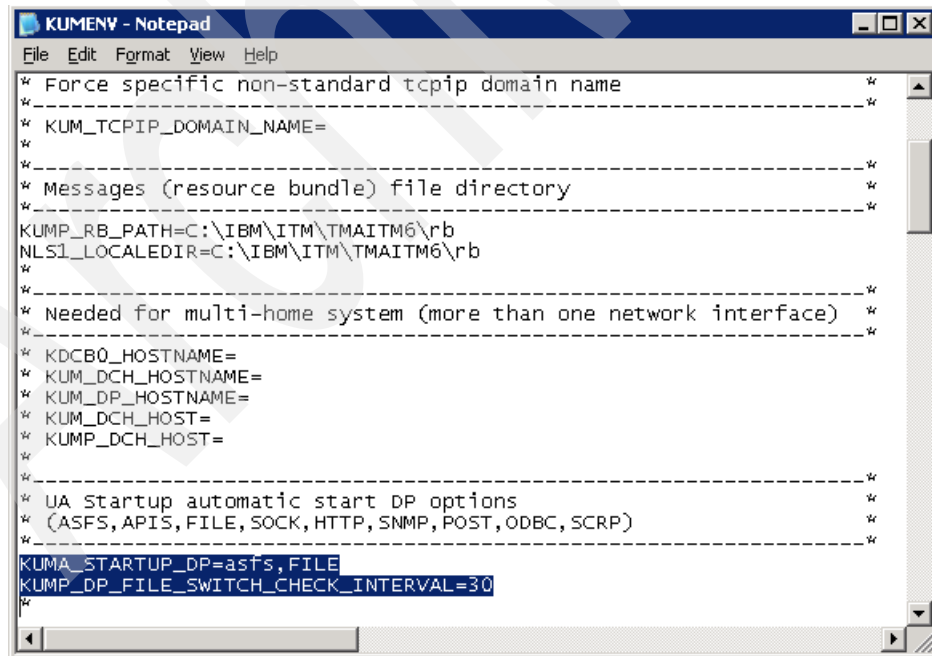 KUMENV - Notepad
File Edit Format View Help
* Force specific non-standard tcpip domain name *
*-----------------------------------------------------------*
* KUM_TCPIP_DOMAIN_NAME=
*
*-----------------------------------------------------------*
* Messages (resource bundle) file directory *
*-----------------------------------------------------------*
KUMP_RB_PATH=C:\IBM\ITM\TMAITM6\rb
NLS1_LOCALEDIR=C:\IBM\ITM\TMAITM6\rb
*
*-----------------------------------------------------------*
* Needed for multi-home system (more than one network interface) *
*-----------------------------------------------------------*
* KDCB0_HOSTNAME=
* KUM_DCH_HOSTNAME=
* KUM_DP_HOSTNAME=
* KUM_DCH_HOST=
* KUMP_DCH_HOST=
*
*-----------------------------------------------------------*
* UA Startup automatic start DP options *
* (ASFS,APIS,FILE,SOCK,HTTP,SNMP,POST,ODBC,SCRP) *
*-----------------------------------------------------------*
KUMA_STARTUP_DP=asfs,FILE
KUMP_DP_FILE_SWITCH_CHECK_INTERVAL=30
*